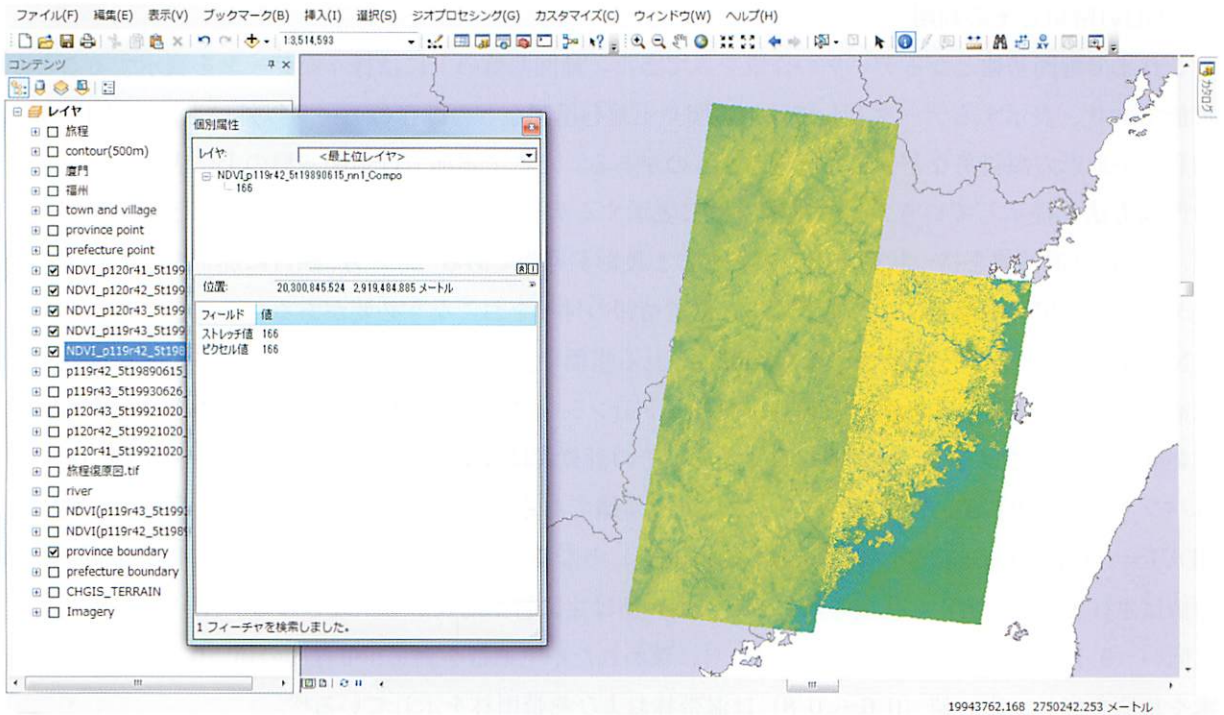 ファイル(F) 編集(E) 表示(V) ブックマーク(B) 挿入(I) 選択(S) ジオプロセシング(G) カスタマイズ(C) ウィンドウ(W) ヘルプ(H)
1:3,514,593
コンテンツ
カタログ
レイヤ
旅程
contour(500m)
廈門
福州
town and village
province point
prefecture point
NDVI_p120r41_5t199
NDVI_p120r42_5t199
NDVI_p120r43_5t199
NDVI_p119r43_5t199
NDVI_p119r42_5t198
p119r42_5t19890615_
p119r43_5t19930626_
p120r43_5t19921020_
p120r42_5t19921020_
p120r41_5t19921020_
旅程復原図.tif
river
NDVI(p119r43_5t199
NDVI(p119r42_5t198
province boundary
prefecture boundary
CHGIS_TERRAIN
Imagery
個別属性
レイヤ: <最上位レイヤ>
NDVI_p119r42_5t19890615_nn1_Compo
166
位置: 20,300,845.524 2,919,484.885 メートル
フィールド 値
ストレッチ値 166
ピクセル値 166
1 フィーチャを検索しました。
19943762.168 2750242.253 メートル